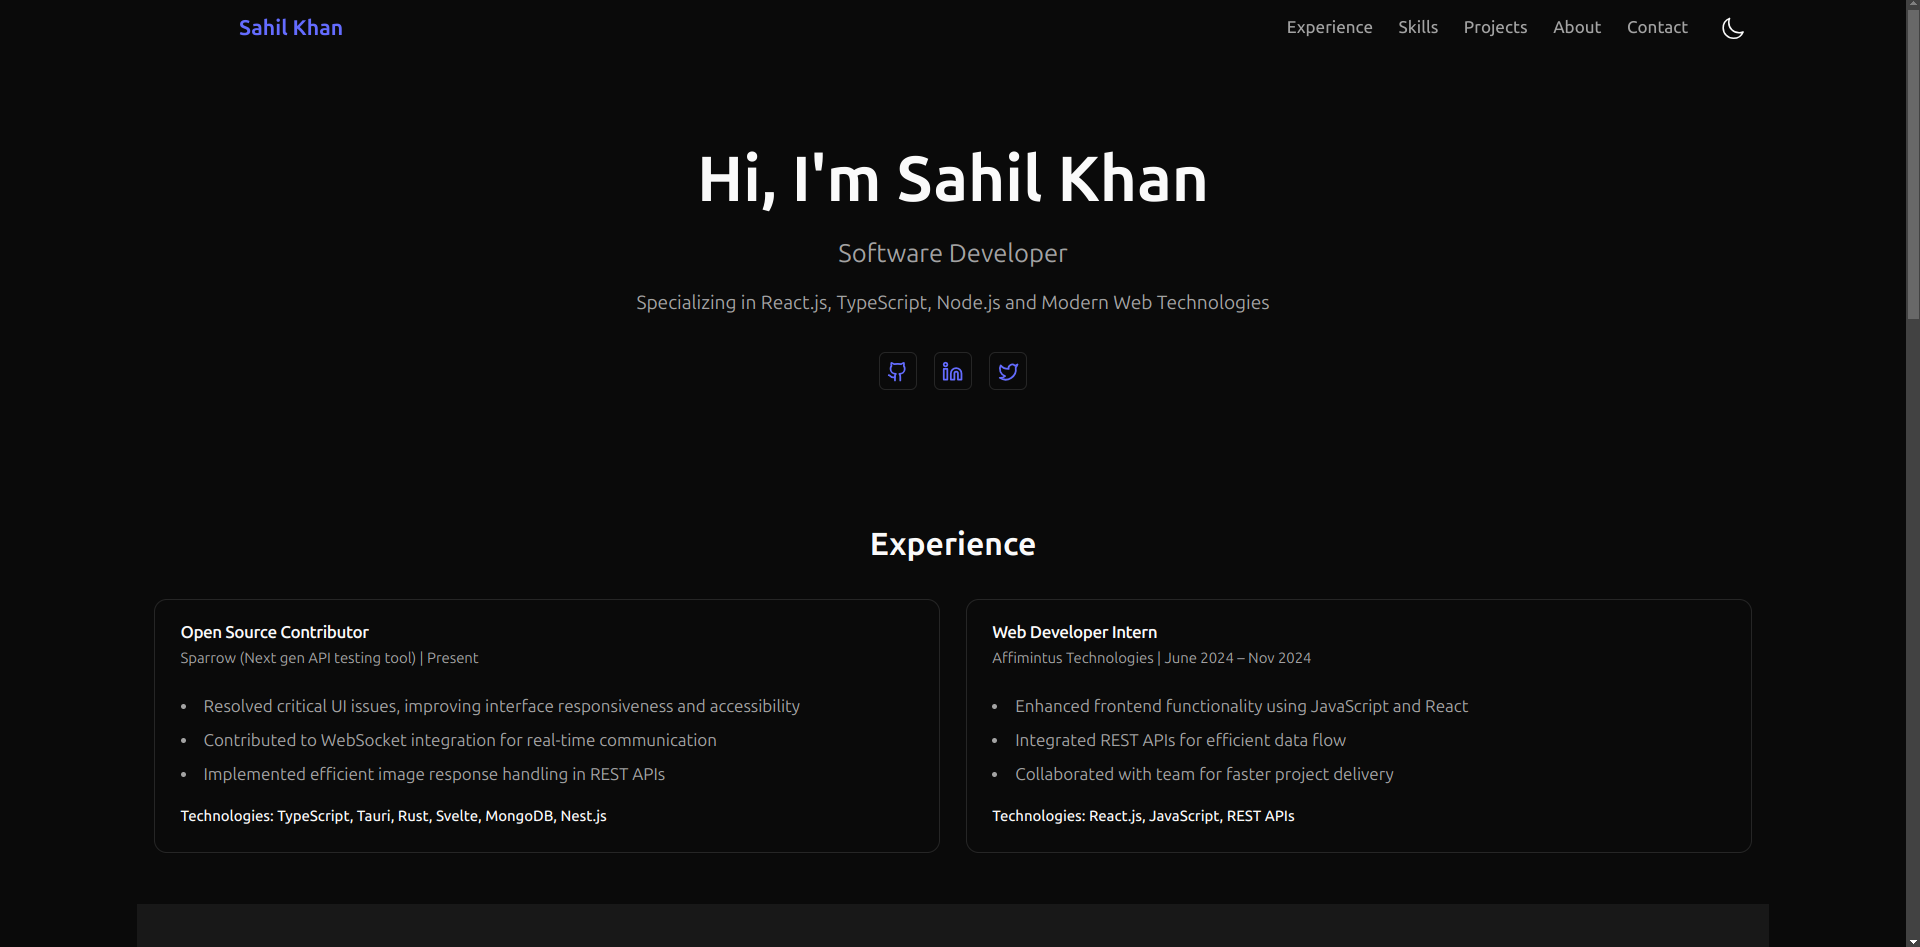 Sahil Khan
Experience Skills Projects About Contact
Hi, I'm Sahil Khan
Software Developer
Specializing in React.js, TypeScript, Node.js and Modern Web Technologies
Experience
Open Source Contributor
Sparrow (Next gen API testing tool) | Present
• Resolved critical UI issues, improving interface responsiveness and accessibility
• Contributed to WebSocket integration for real-time communication
• Implemented efficient image response handling in REST APIs
Technologies: TypeScript, Tauri, Rust, Svelte, MongoDB, Nest.js
Web Developer Intern
Affimintus Technologies | June 2024 – Nov 2024
• Enhanced frontend functionality using JavaScript and React
• Integrated REST APIs for efficient data flow
• Collaborated with team for faster project delivery
Technologies: React.js, JavaScript, REST APIs